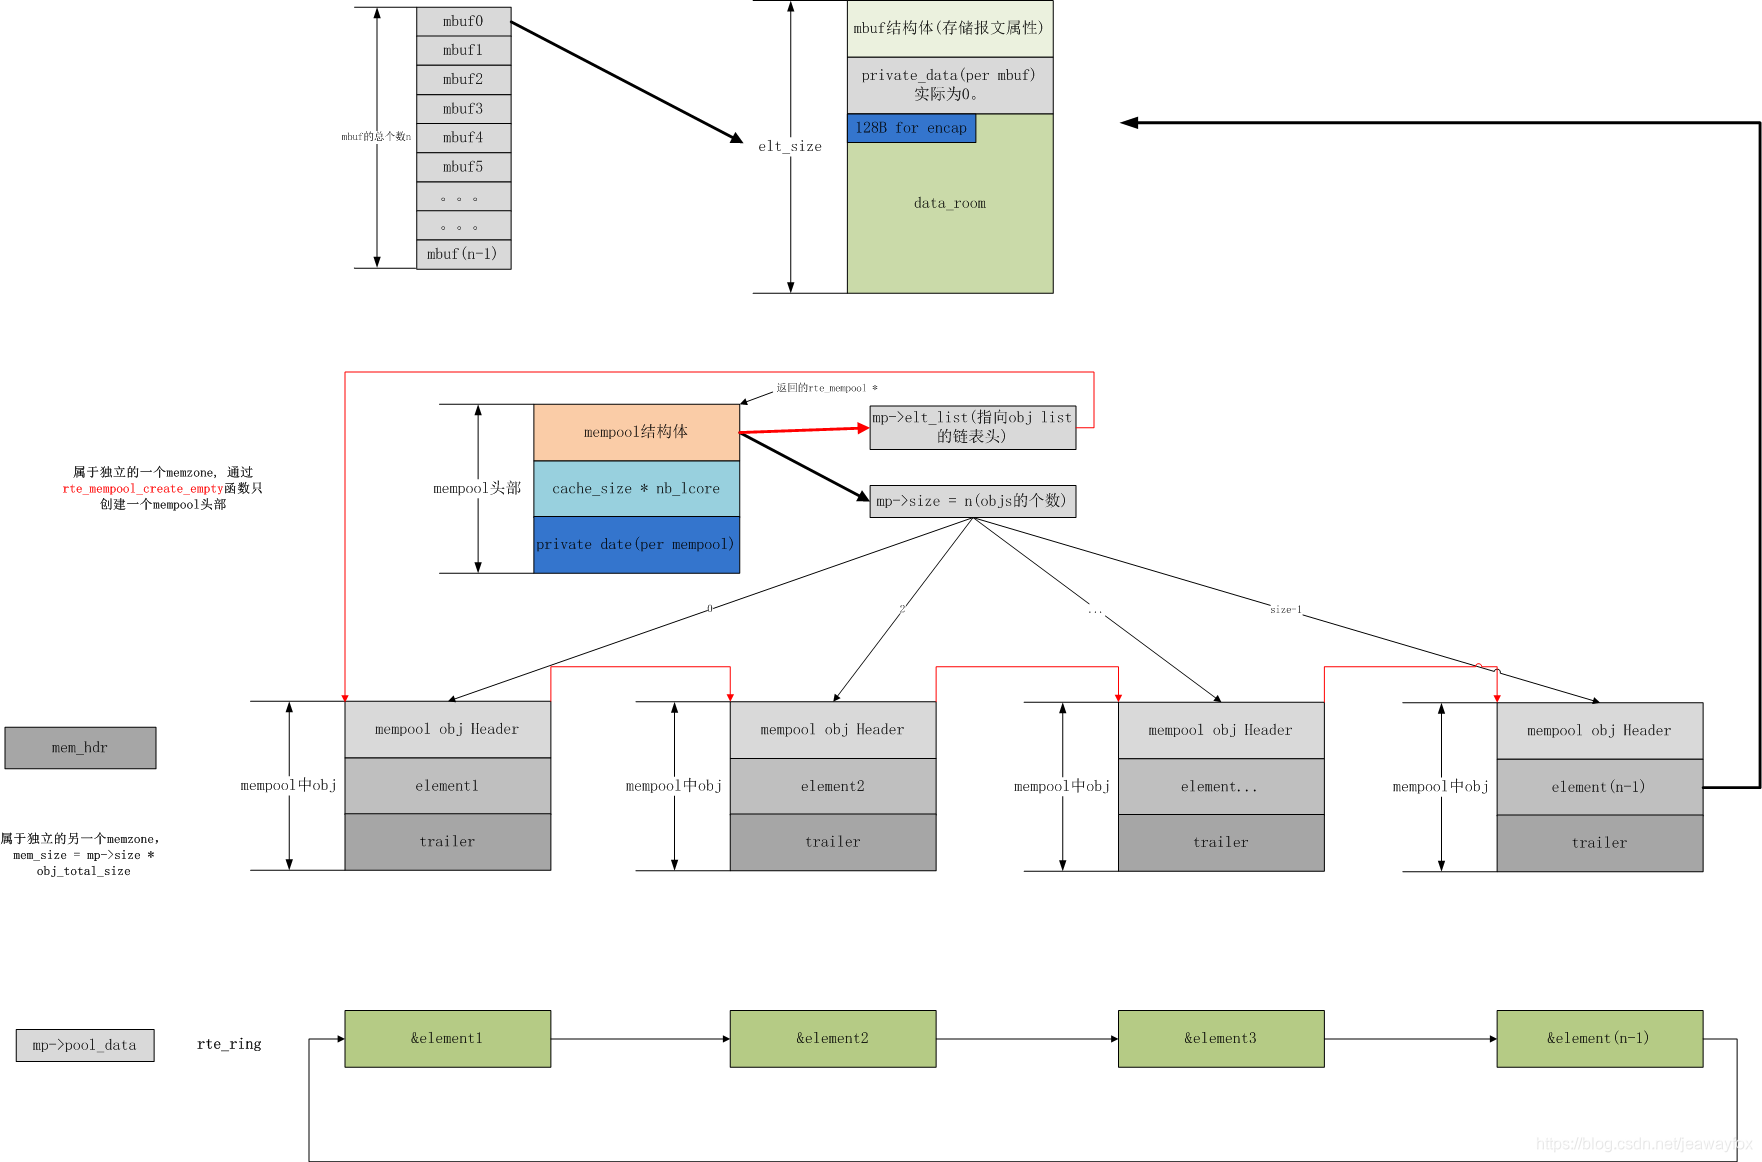 mbuf0
mbuf1
mbuf2
mbuf3
mbuf4
mbuf5
。。。
。。。
mbuf(n-1)
mbuf的总个数n
elt_size
mbuf结构体(存储报文属性)
private_data(per mbuf)
实际为0。
128B for encap
data_room
返回的rte_mempool *
mempool结构体
cache_size * nb_lcore
private date(per mempool)
mempool头部
mp->elt_list(指向obj list
的链表头)
mp->size = n(objs的个数)
属于独立的一个memzone, 通过
rte_mempool_create_empty函数只
创建一个mempool头部
0
2
...
size-1
mem_hdr
属于独立的另一个memzone,
mem_size = mp->size *
obj_total_size
mempool中obj
mempool obj Header
element1
trailer
mempool中obj
mempool obj Header
element2
trailer
mempool中obj
mempool obj Header
element...
trailer
mempool中obj
mempool obj Header
element(n-1)
trailer
mp->pool_data
rte_ring
&element1
&element2
&element3
&element(n-1)
https://blog.csdn.net/jeawayfox